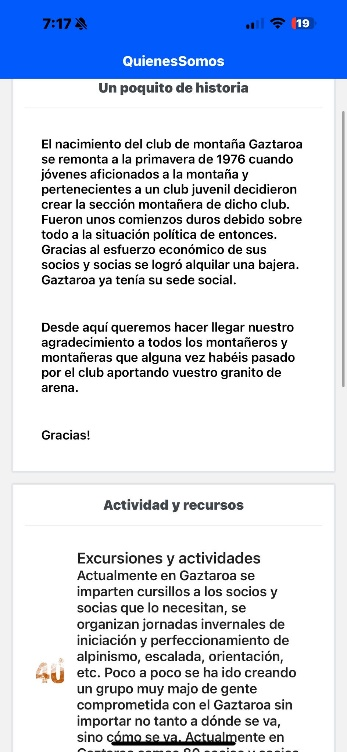 7:17
19
QuienesSomos
Un poquito de historia
El nacimiento del club de montaña Gaztaroa
se remonta a la primavera de 1976 cuando
jóvenes aficionados a la montaña y
pertenecientes a un club juvenil decidieron
crear la sección montañera de dicho club.
Fueron unos comienzos duros debido sobre
todo a la situación política de entonces.
Gracias al esfuerzo económico de sus
socios y socias se logró alquilar una bajera.
Gaztaroa ya tenía su sede social.
Desde aquí queremos hacer llegar nuestro
agradecimiento a todos los montañeros y
montañeras que alguna vez habéis pasado
por el club aportando vuestro granito de
arena.
Gracias!
Actividad y recursos
Excursiones y actividades
Actualmente en Gaztaroa se
imparten cursillos a los socios y
socias que lo necesitan, se
organizan jornadas invernales de
iniciación y perfeccionamiento de
alpinismo, escalada, orientación,
etc. Poco a poco se ha ido creando
un grupo muy majo de gente
comprometida con el Gaztaroa sin
importar no tanto a dónde se va,
sino cómo se va. Actualmente en
Gaztaroa somos 80 socios y socias
40